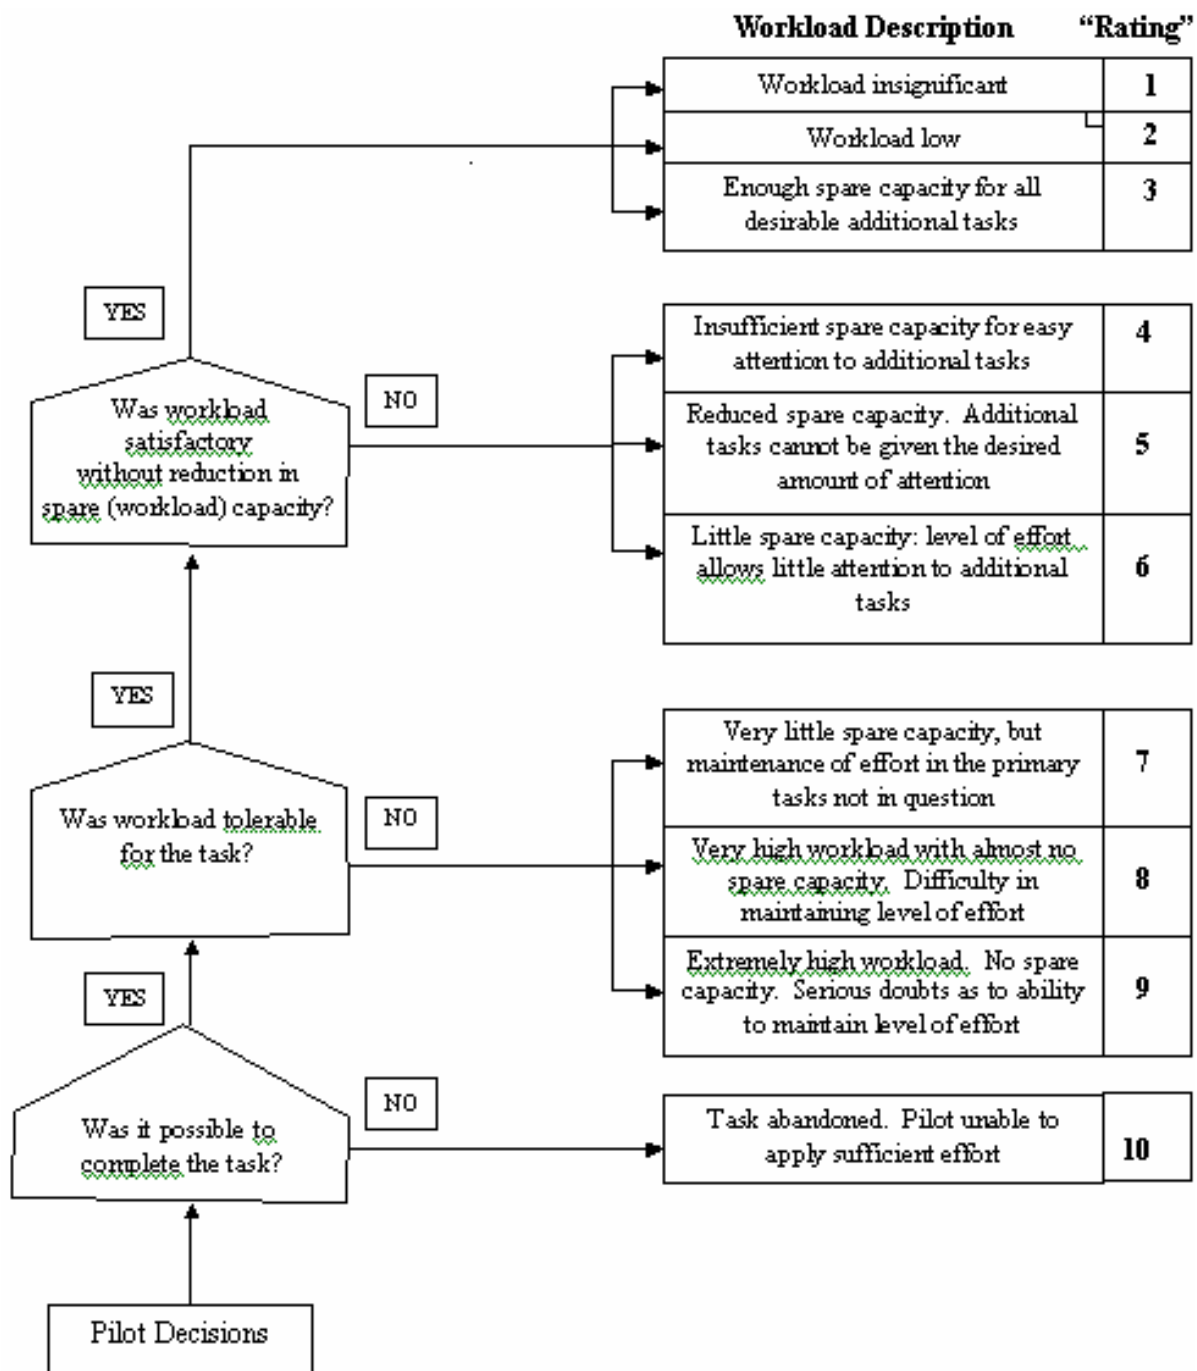 Workload Description “Rating”
Workload insignificant 1
Workload low 2
Enough spare capacity for all
desirable additional tasks
3
YES
Insufficient spare capacity for easy
attention to additional tasks
4
NO
Was workload
satisfactory
without reduction in
spare (workload) capacity?
Reduced spare capacity. Additional
tasks cannot be given the desired
amount of attention
5
Little spare capacity: level of effort
allows little attention to additional
tasks
6
YES
Very little spare capacity, but
maintenance of effort in the primary
tasks not in question
7
NO
Was workload tolerable
for the task?
Very high workload with almost no
spare capacity. Difficulty in
maintaining level of effort
8
Extremely high workload. No spare
capacity. Serious doubts as to ability
to maintain level of effort
9
YES
NO
Was it possible to
complete the task?
Task abandoned. Pilot unable to
apply sufficient effort
10
Pilot Decisions